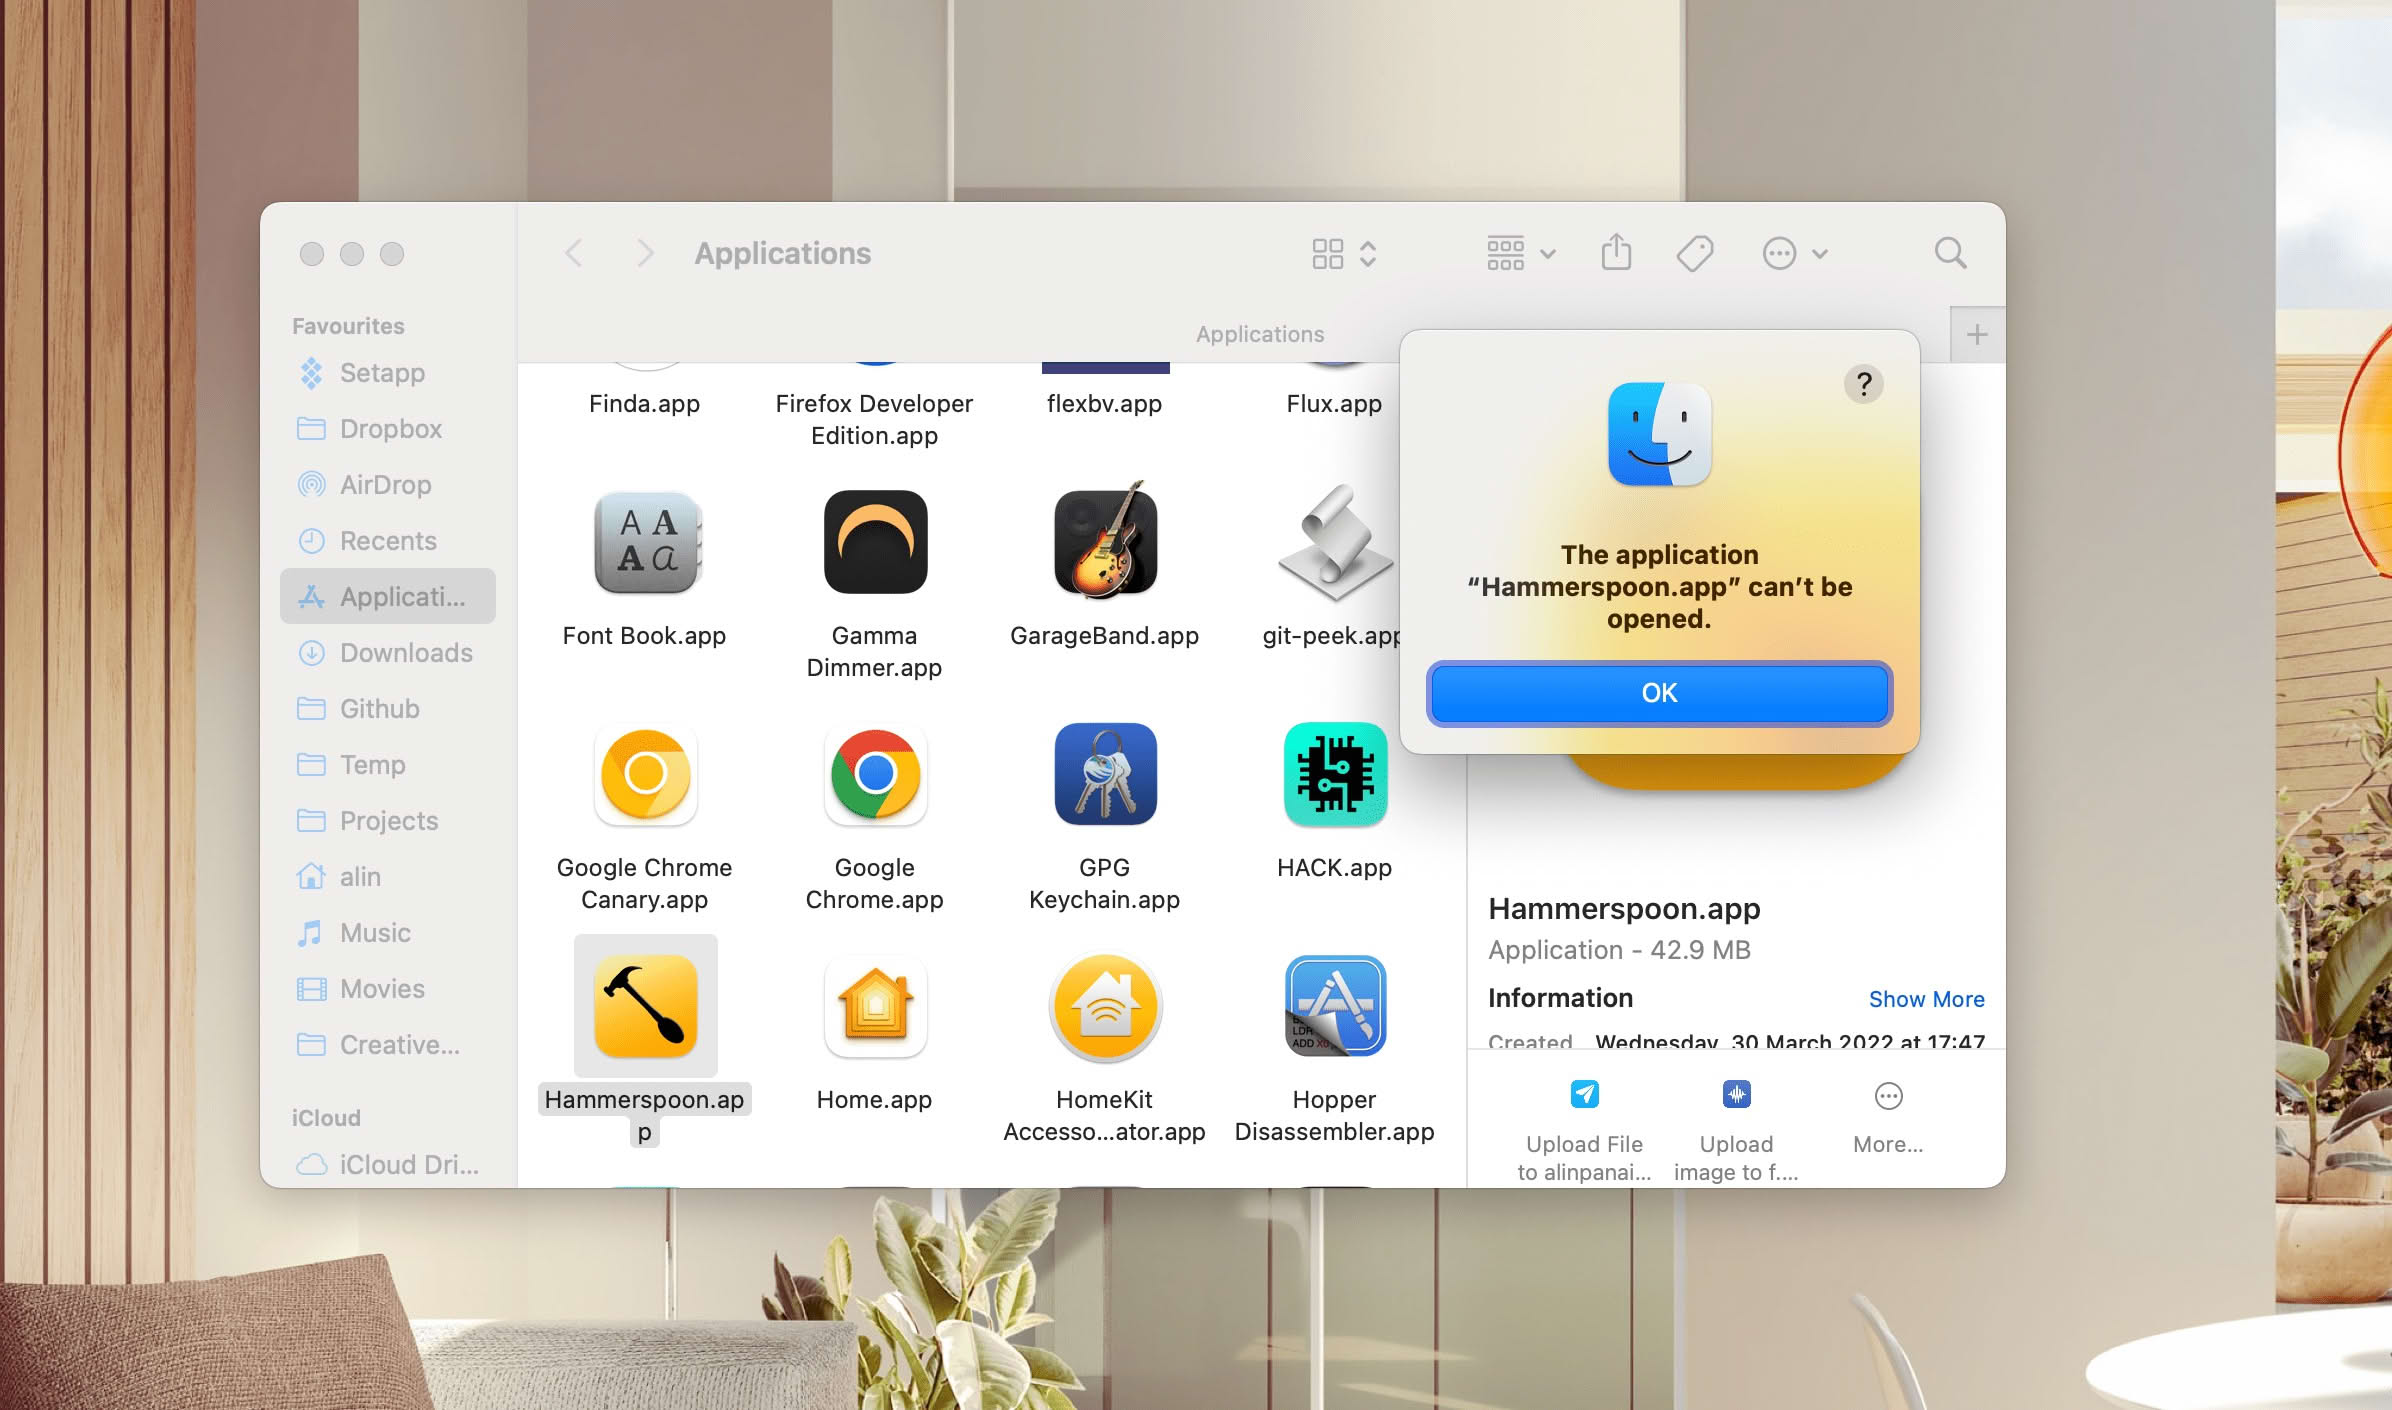 Applications
Favourites
Setapp
Dropbox
AirDrop
Recents
Applicati...
Downloads
Github
Temp
Projects
alin
Music
Movies
Creative...
iCloud
iCloud Dri...
Applications
Finda.app
Firefox Developer
Edition.app
flexbv.app
Flux.app
Font Book.app
Gamma
Dimmer.app
GarageBand.app
git-peek.app
Google Chrome
Canary.app
Google
Chrome.app
GPG
Keychain.app
HACK.app
Hammerspoon.ap
p
Home.app
HomeKit
Accesso...ator.app
Hopper
Disassembler.app
?
The application
“Hammerspoon.app” can’t be
opened.
OK
Hammerspoon.app
Application - 42.9 MB
Information
Show More
Created Wednesday, 30 March 2022 at 17:47
Upload File
to alinpanai...
Upload
image to f....
More...